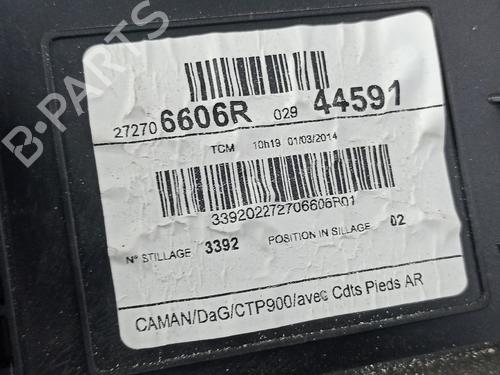 B-PARTS
27270 6606R 029 44591
TCM 10h19 01/03/2014
339202272706606R01
N° STILLAGE 3392 POSITION IN SILLAGE 02
CAMAN/DaG/CTP900/avec Cdts Pieds AR